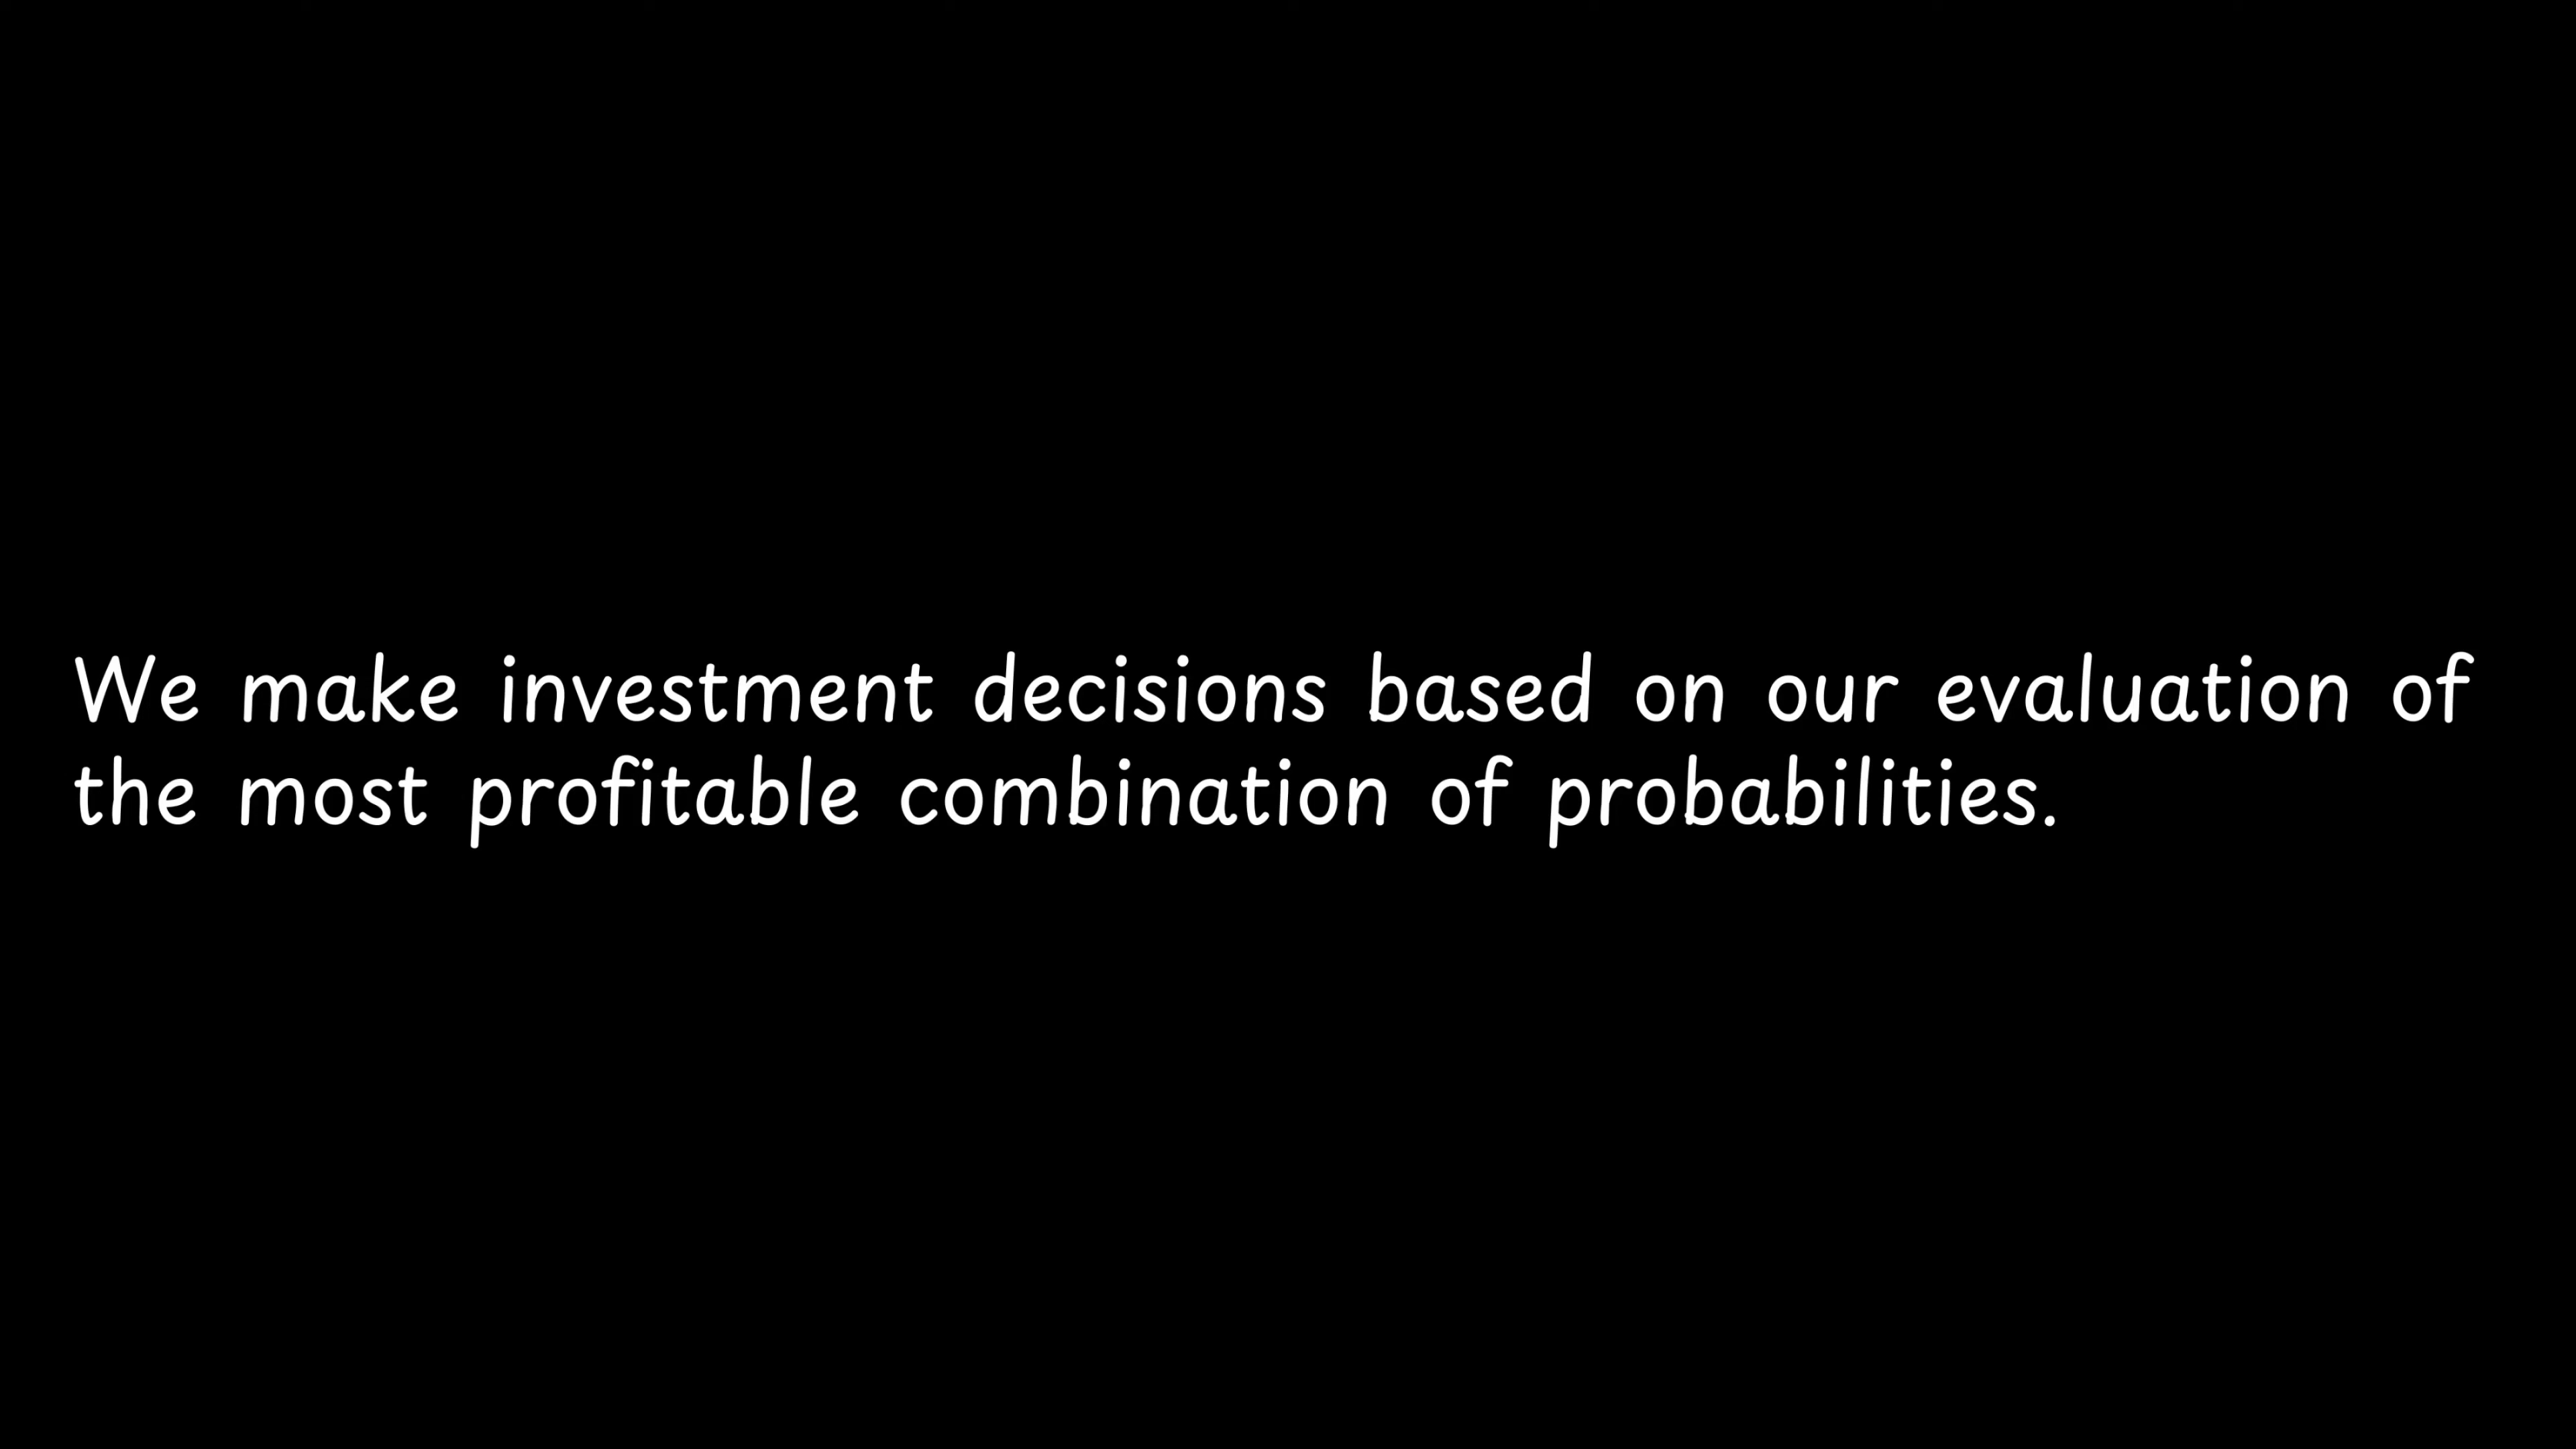 We make investment decisions based on our evaluation of
the most profitable combination of probabilities.